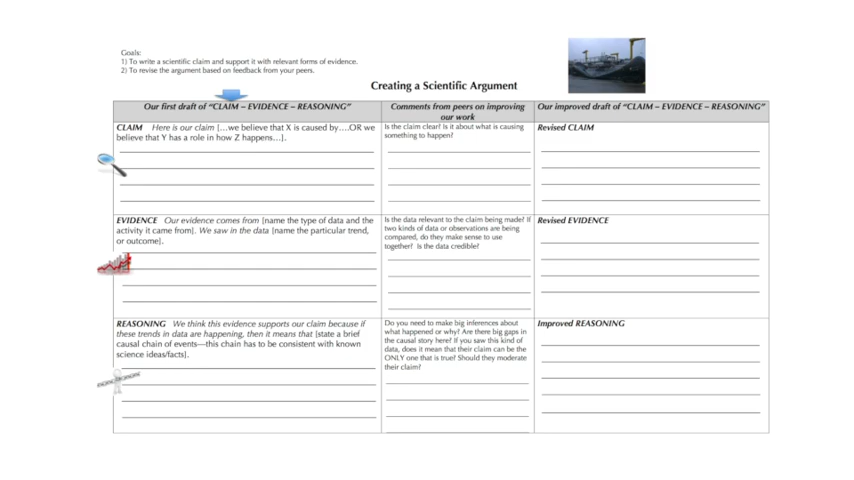 Goals:
1) To write a scientific claim and support it with relevant forms of evidence.
2) To revise the argument based on feedback from your peers.
Creating a Scientific Argument
Our first draft of "CLAIM – EVIDENCE – REASONING"
Comments from peers on improving
our work
Our improved draft of "CLAIM – EVIDENCE – REASONING"
CLAIM Here is our claim [...we believe that X is caused by....OR we
believe that Y has a role in how Z happens...].
Is the claim clear? Is it about what is causing
something to happen?
Revised CLAIM
EVIDENCE Our evidence comes from [name the type of data and the
activity it came from]. We saw in the data [name the particular trend,
or outcome].
Is the data relevant to the claim being made? If
two kinds of data or observations are being
compared, do they make sense to use
together? Is the data credible?
Revised EVIDENCE
REASONING We think this evidence supports our claim because if
these trends in data are happening, then it means that [state a brief
causal chain of events—this chain has to be consistent with known
science ideas/facts].
Do you need to make big inferences about
what happened or why? Are there big gaps in
the causal story here? If you saw this kind of
data, does it mean that their claim can be the
ONLY one that is true? Should they moderate
their claim?
Improved REASONING